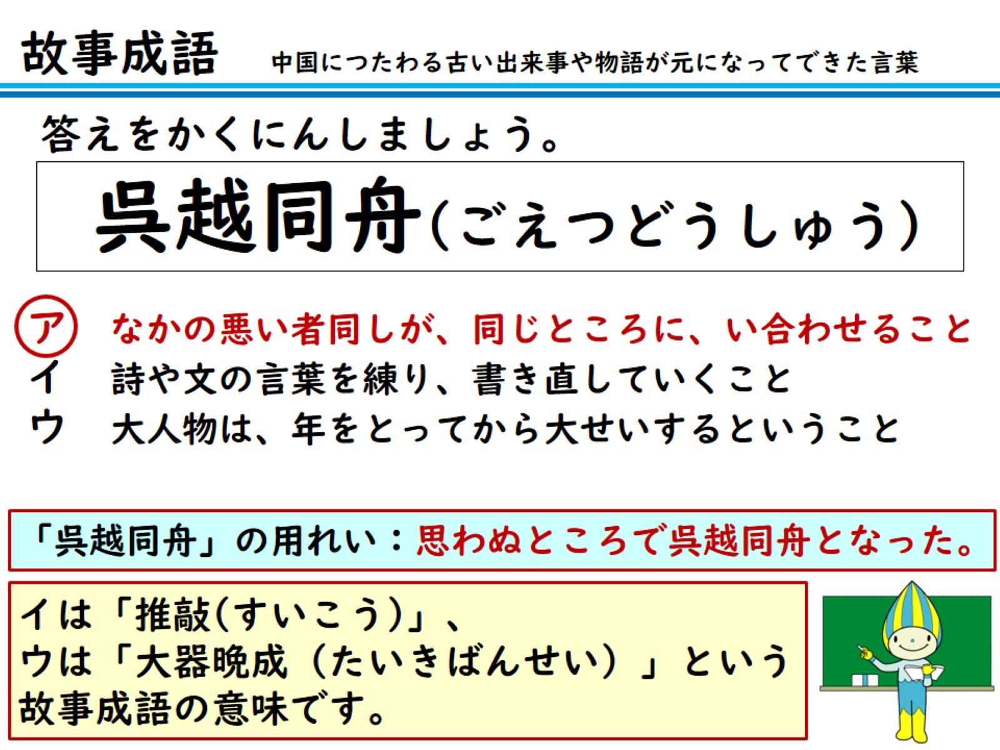 故事成語　中国につたわる古い出来事や物語が元になってできた言葉
答えをかくにんしましょう。
呉越同舟(ごえつどうしゅう)
ア　なかの悪い者同しが、同じところに、い合わせること
イ　詩や文の言葉を練り、書き直していくこと
ウ　大人物は、年をとってから大せいするということ
「呉越同舟」の用れい：思わぬところで呉越同舟となった。
イは「推敲(すいこう)」、
ウは「大器晩成（たいきばんせい）」という
故事成語の意味です。